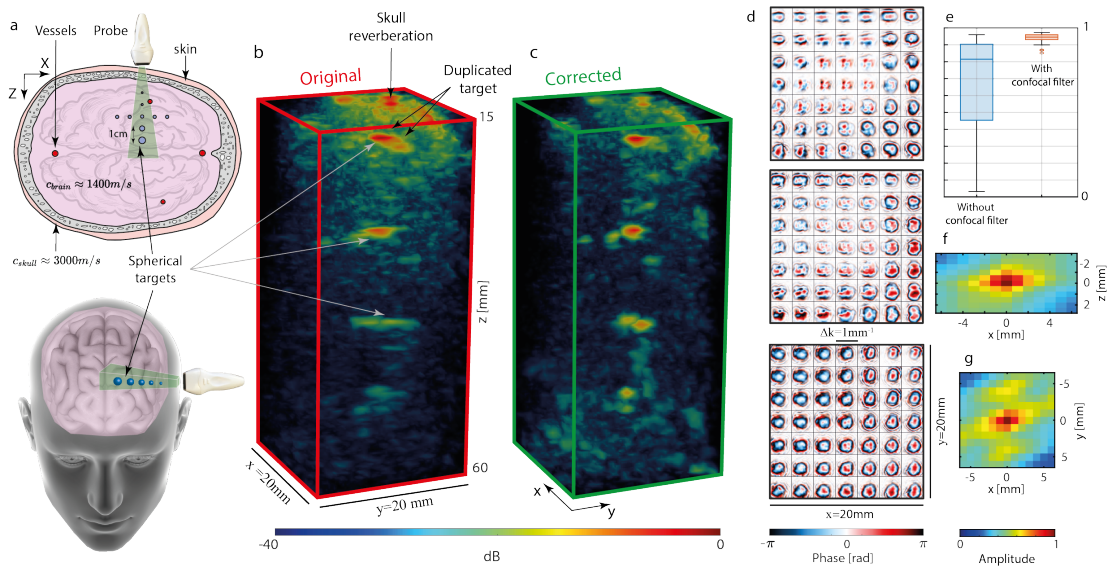 a
Vessels
Probe
skin
X
Z
1cm
c_brain ≈ 1400m/s
c_skull ≈ 3000m/s
Spherical
targets
b
Original
Skull
reverberation
Duplicated
target
15
z [mm]
60
x =20mm
y=20 mm
c
Corrected
x
y
-40
dB
0
d
Δk=1mm⁻¹
y=20mm
x=20mm
-π
0
π
Phase [rad]
e
1
0
With
confocal filter
Without
confocal filter
f
-2
0
2
z [mm]
-4
0
4
x [mm]
g
-5
0
5
y [mm]
-5
0
5
x [mm]
0
1
Amplitude